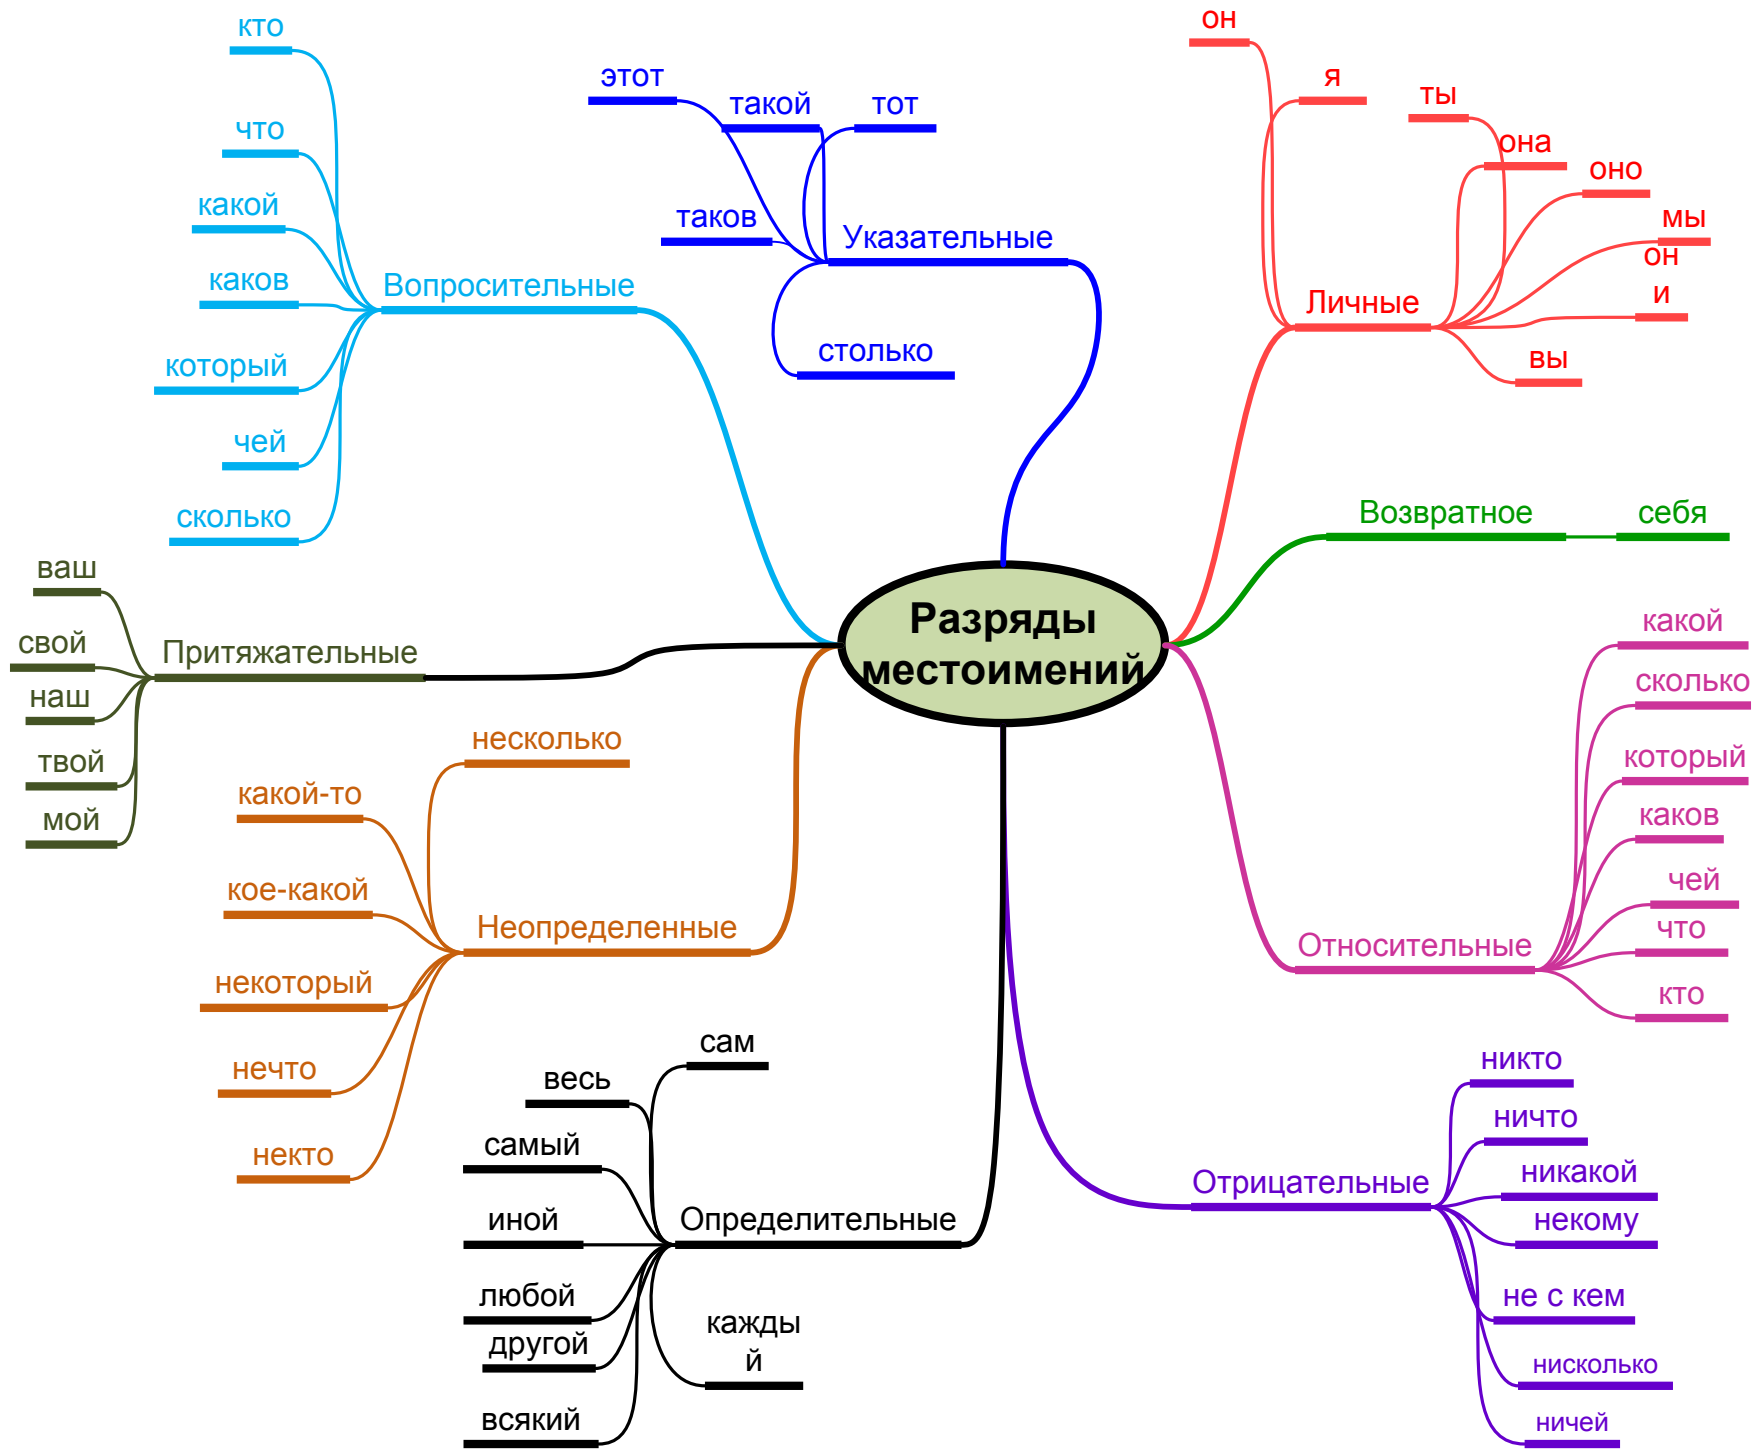 Разряды
местоимений
кто
что
какой
каков
который
чей
сколько
Вопросительные
этот
такой
тот
таков
Указательные
столько
он
я
ты
она
оно
мы
он
и
вы
Личные
Возвратное
себя
ваш
свой
наш
твой
мой
Притяжательные
несколько
какой-то
кое-какой
некоторый
нечто
некто
Неопределенные
какой
сколько
который
каков
чей
что
кто
Относительные
сам
весь
самый
иной
любой
другой
всякий
кажды
й
Определительные
никто
ничто
никакой
некому
не с кем
нисколько
ничей
Отрицательные